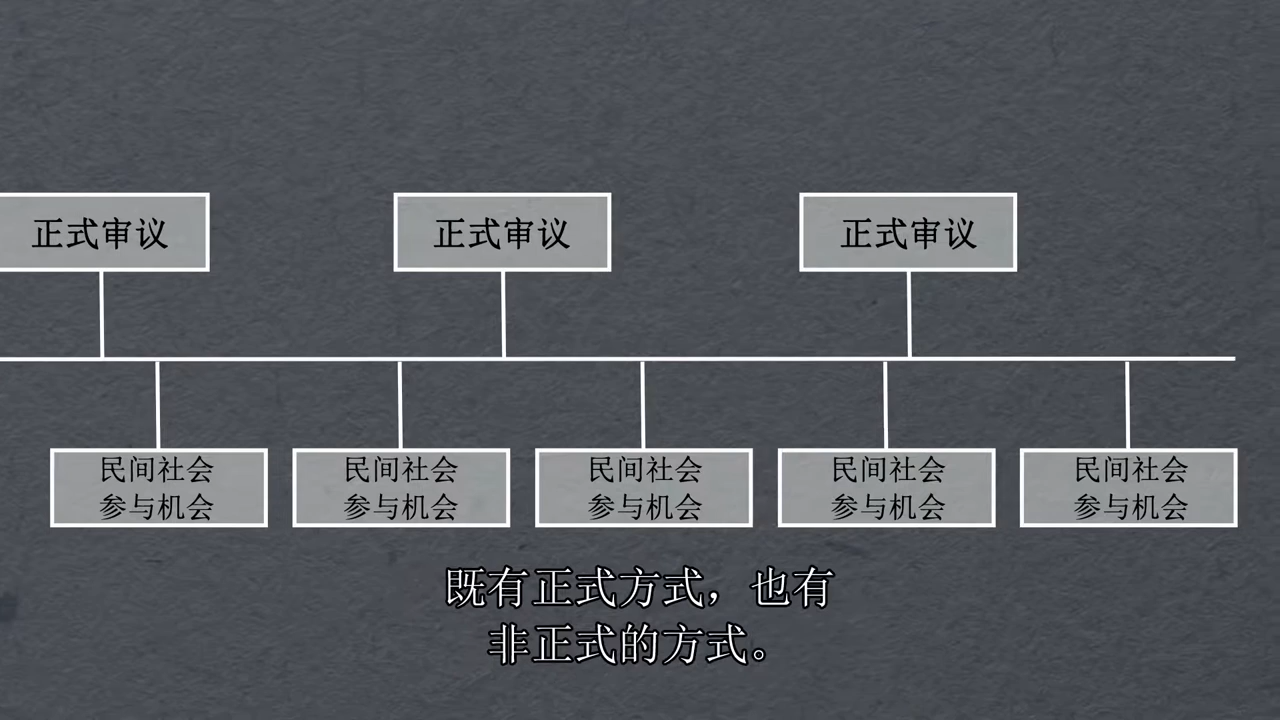 正式审议
正式审议
正式审议
民间社会
参与机会
民间社会
参与机会
民间社会
参与机会
民间社会
参与机会
民间社会
参与机会
既有正式方式，也有
非正式的方式。